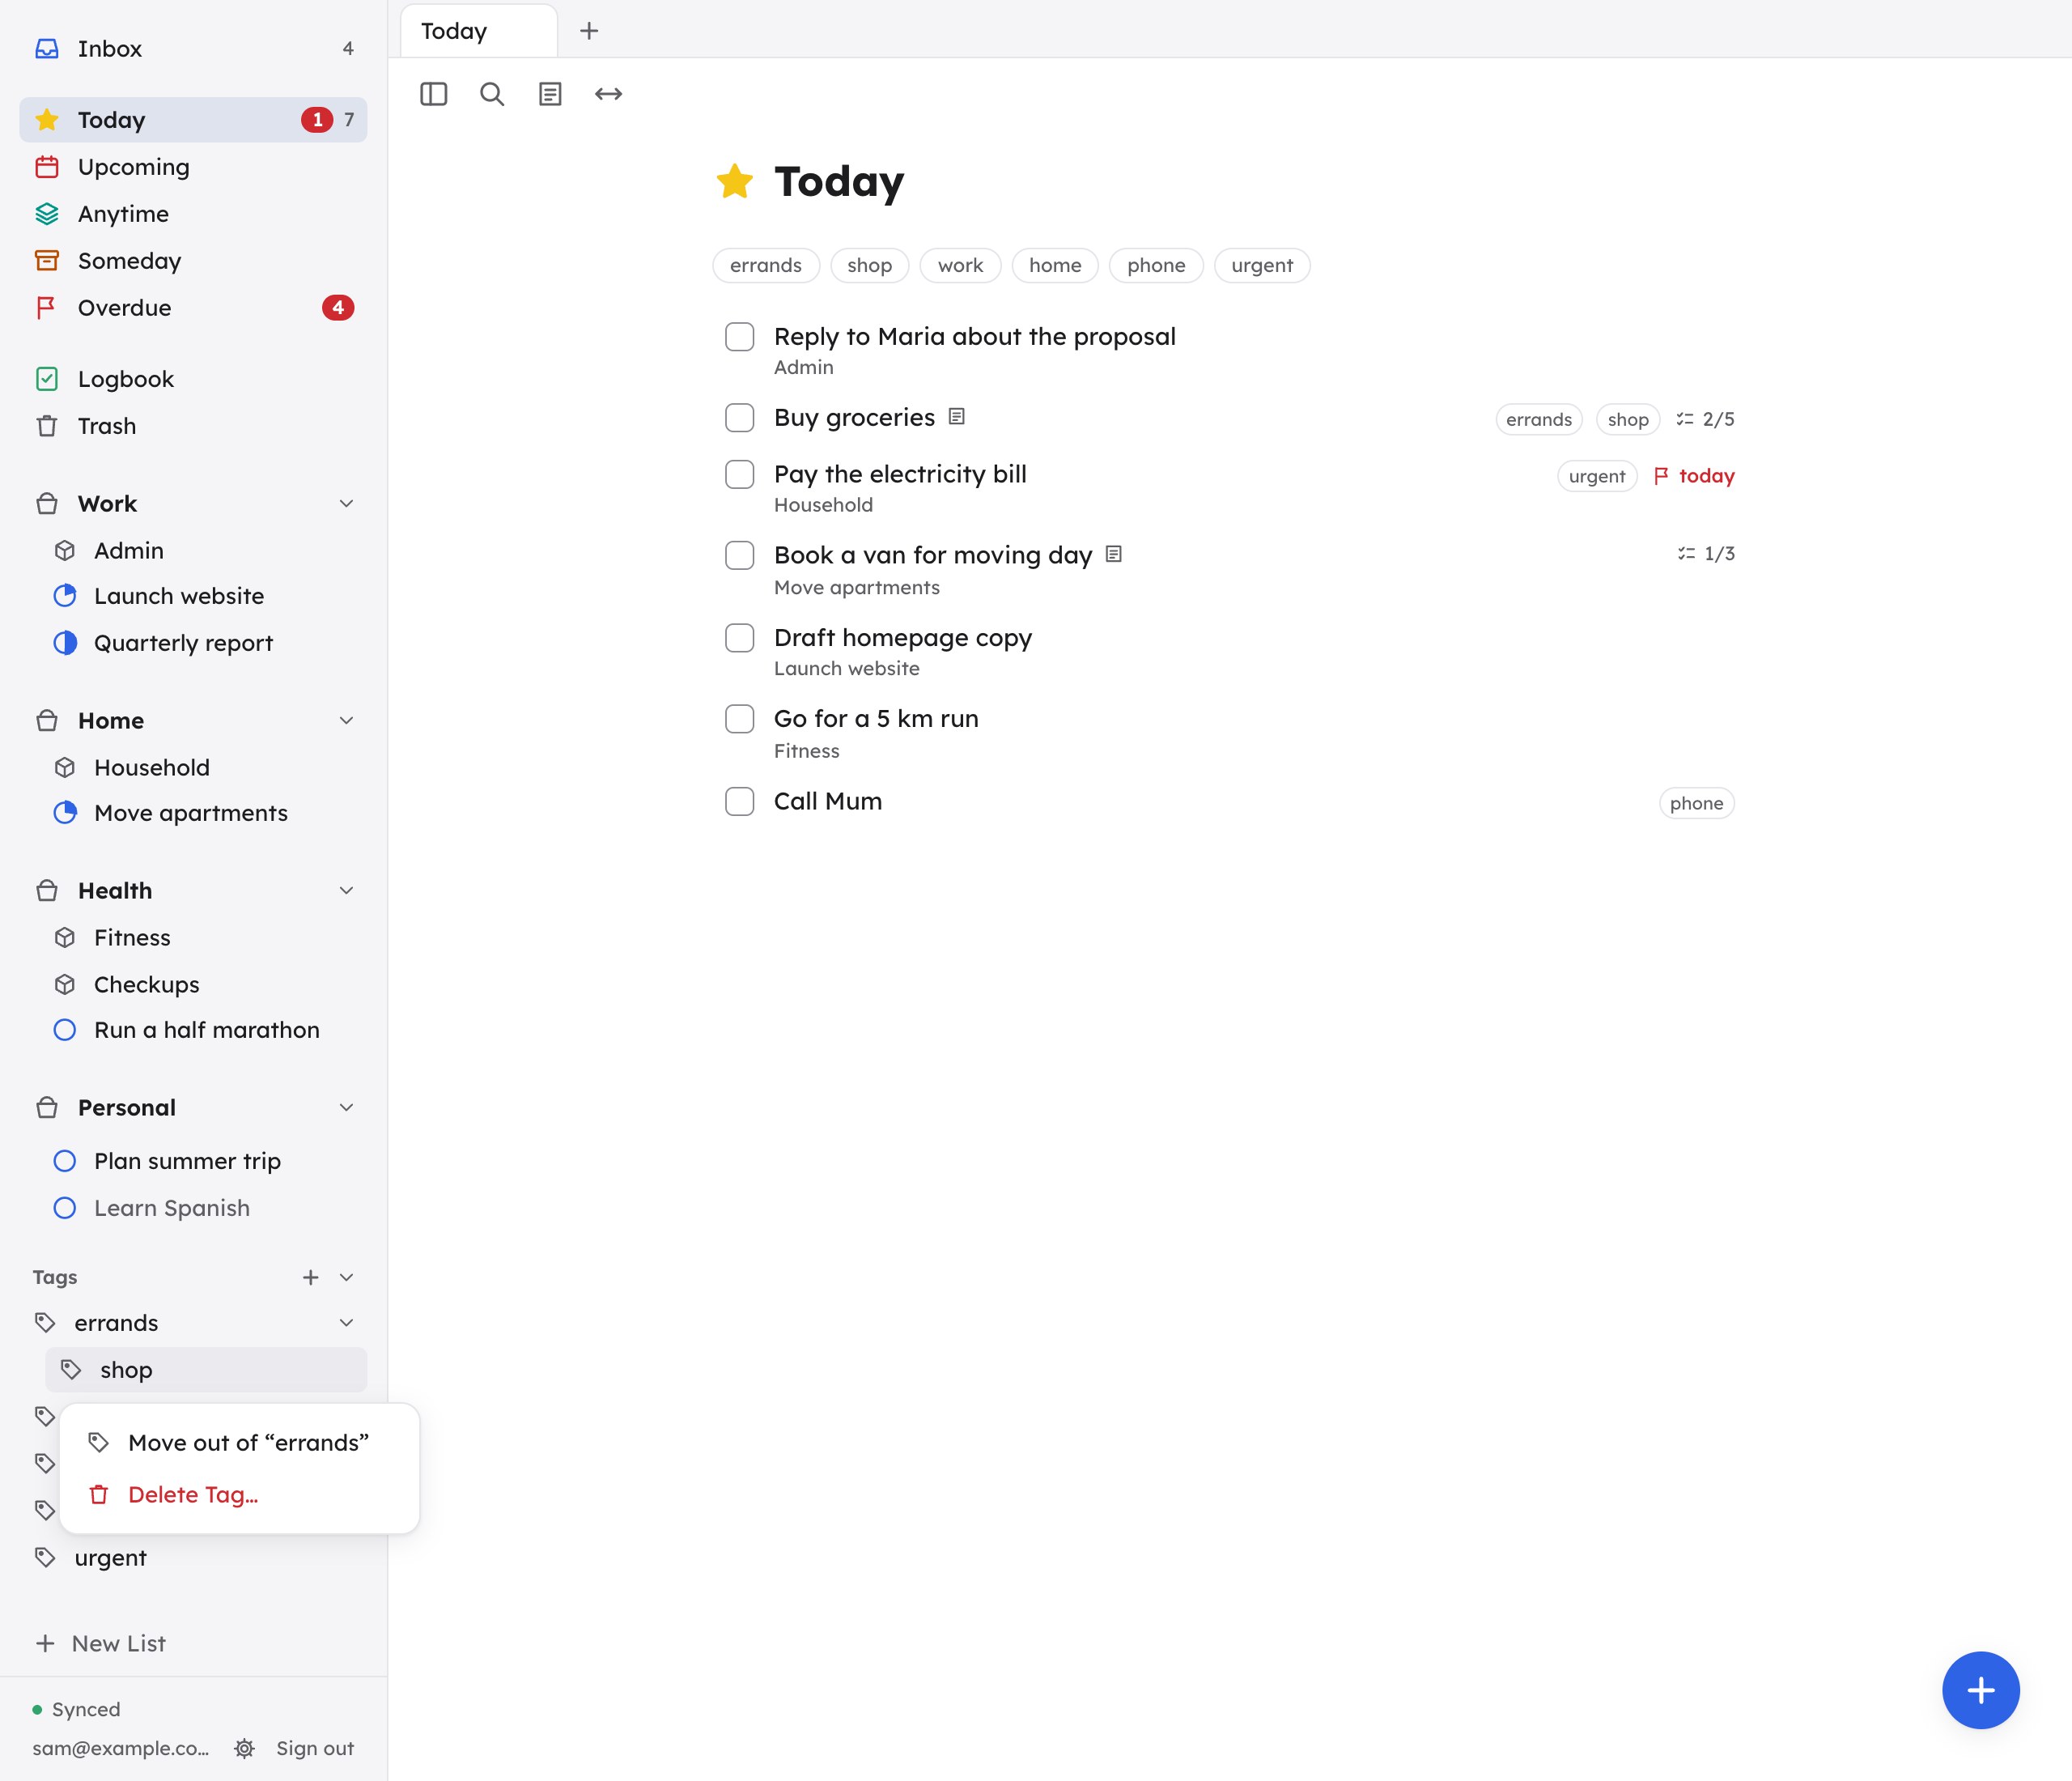 Inbox 4
Today 1 7
Upcoming
Anytime
Someday
Overdue 4
Logbook
Trash
Work
Admin
Launch website
Quarterly report
Home
Household
Move apartments
Health
Fitness
Checkups
Run a half marathon
Personal
Plan summer trip
Learn Spanish
Tags
errands
shop
Move out of “errands”
Delete Tag...
urgent
New List
Synced
sam@example.co... Sign out
Today
Today
errands shop work home phone urgent
Reply to Maria about the proposal
Admin
Buy groceries errands shop 2/5
Pay the electricity bill urgent today
Household
Book a van for moving day 1/3
Move apartments
Draft homepage copy
Launch website
Go for a 5 km run
Fitness
Call Mum phone